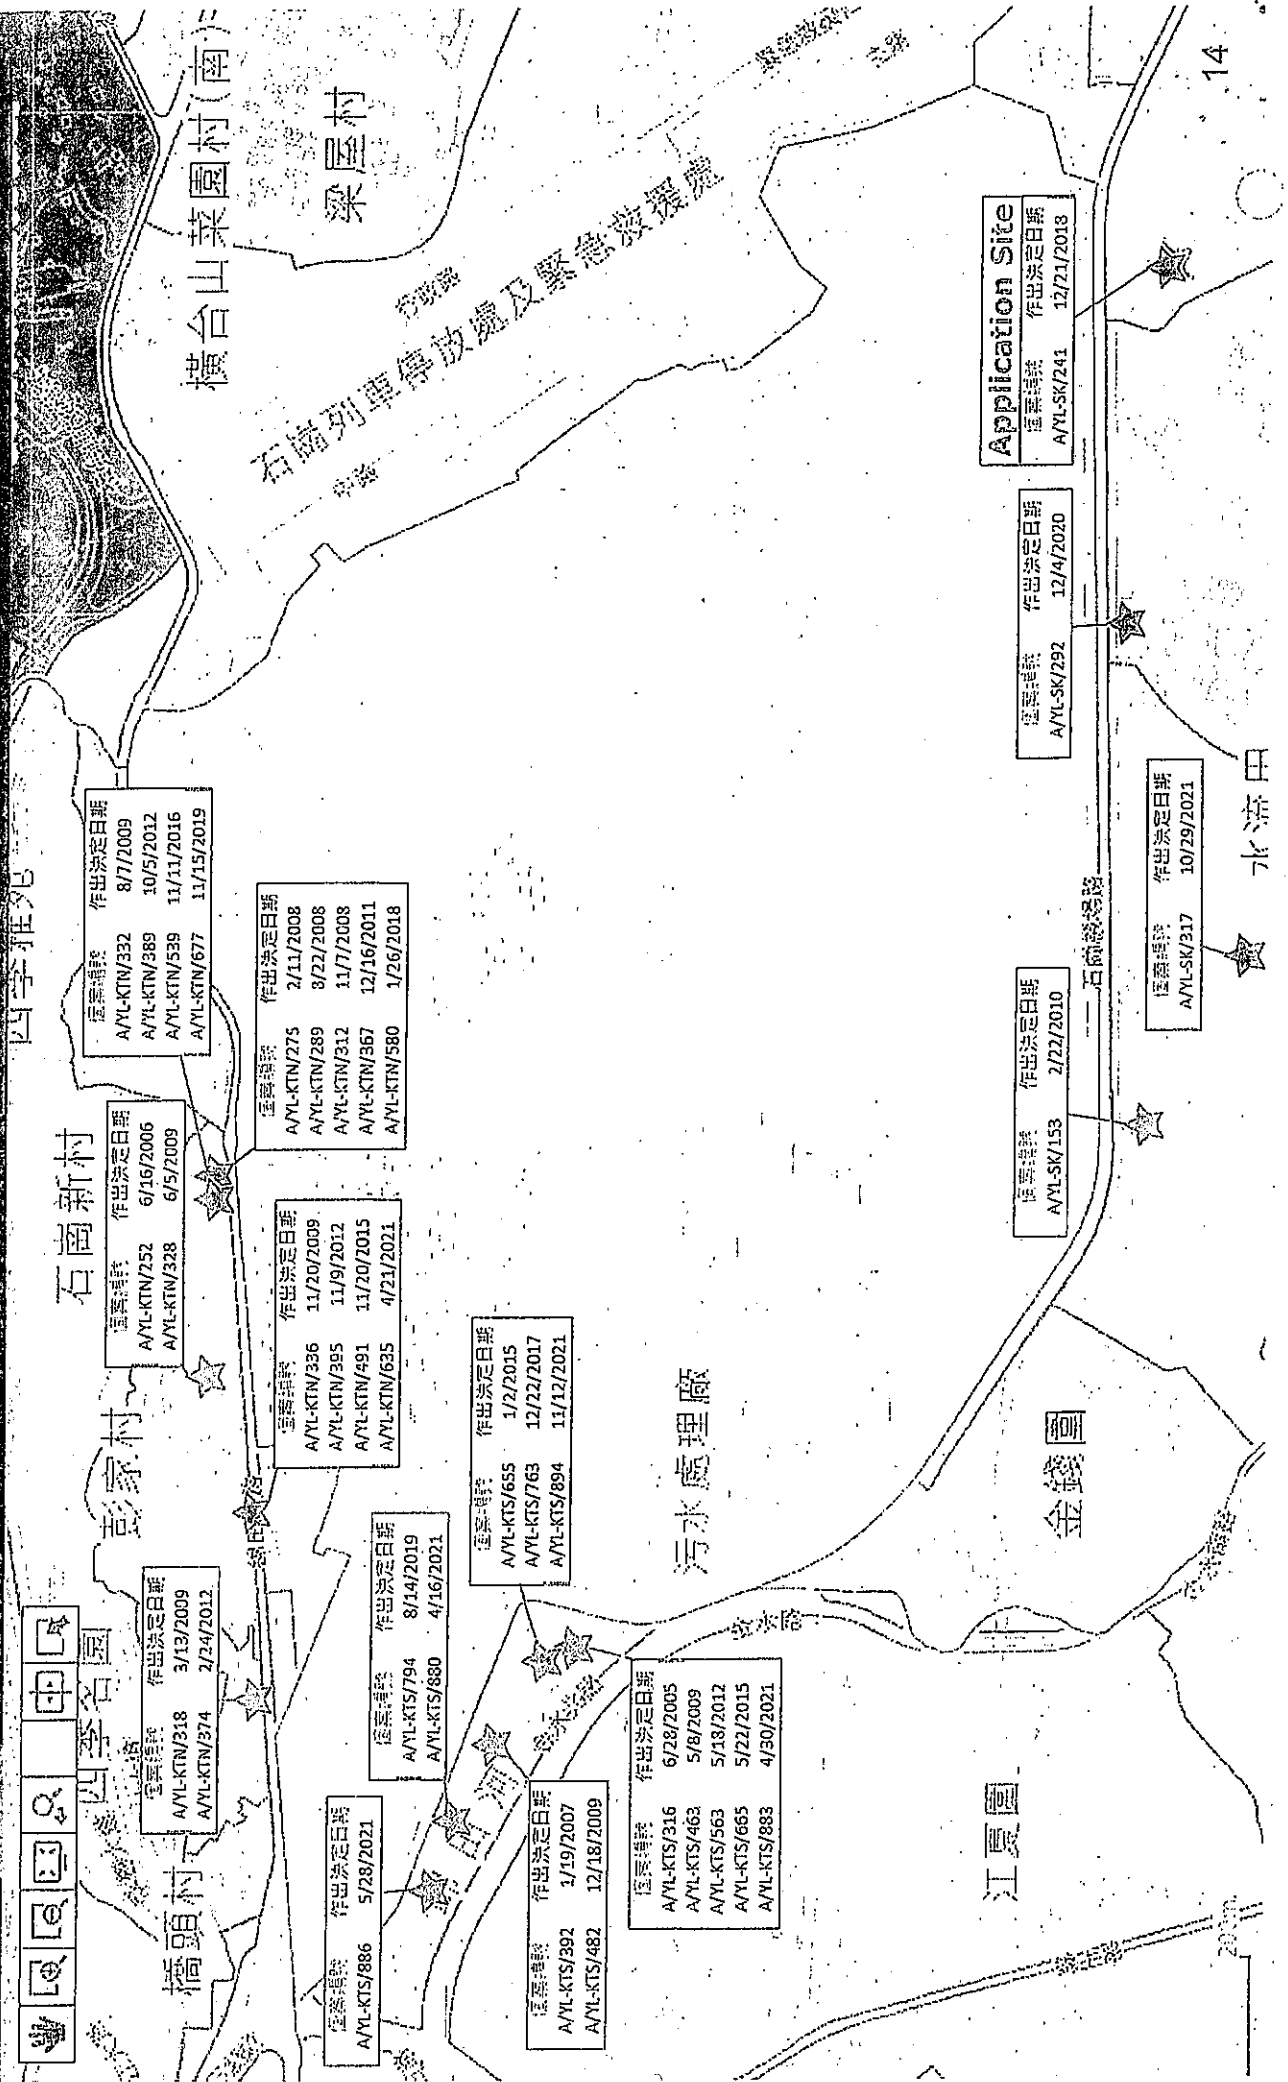 四季雅苑
石崗新村
彭家村
四季名園
橋頭村
橫台山菜園村(南)
梁屋村
石崗列車停放處及緊急救援處
個案編號 作出決定日期
A/YL-KTN/332 8/7/2009
A/YL-KTN/389 10/5/2012
A/YL-KTN/539 11/11/2016
A/YL-KTN/677 11/15/2019
個案編號 作出決定日期
A/YL-KTN/275 2/11/2008
A/YL-KTN/289 8/22/2008
A/YL-KTN/312 11/7/2008
A/YL-KTN/367 12/16/2011
A/YL-KTN/580 1/26/2018
個案編號 作出決定日期
A/YL-KTN/252 6/16/2006
A/YL-KTN/328 6/5/2009
個案編號 作出決定日期
A/YL-KTN/336 11/20/2009
A/YL-KTN/395 11/9/2012
A/YL-KTN/491 11/20/2015
A/YL-KTN/635 4/21/2021
個案編號 作出決定日期
A/YL-KTN/318 3/13/2009
A/YL-KTN/374 2/24/2012
個案編號 作出決定日期
A/YL-KTS/655 1/2/2015
A/YL-KTS/763 12/22/2017
A/YL-KTS/894 11/12/2021
個案編號 作出決定日期
A/YL-KTS/794 8/14/2019
A/YL-KTS/880 4/16/2021
個案編號 作出決定日期
A/YL-KTS/886 5/28/2021
個案編號 作出決定日期
A/YL-KTS/392 1/19/2007
A/YL-KTS/482 12/18/2009
個案編號 作出決定日期
A/YL-KTS/316 6/28/2005
A/YL-KTS/463 5/8/2009
A/YL-KTS/563 5/18/2012
A/YL-KTS/665 5/22/2015
A/YL-KTS/883 4/30/2021
污水處理廠
金錢圍
江夏圍
Application Site
個案編號 作出決定日期
A/YL-SK/241 12/21/2018
個案編號 作出決定日期
A/YL-SK/292 12/4/2020
個案編號 作出決定日期
A/YL-SK/153 2/22/2010
個案編號 作出決定日期
A/YL-SK/317 10/29/2021
石崗機場路
水流田
200m
14